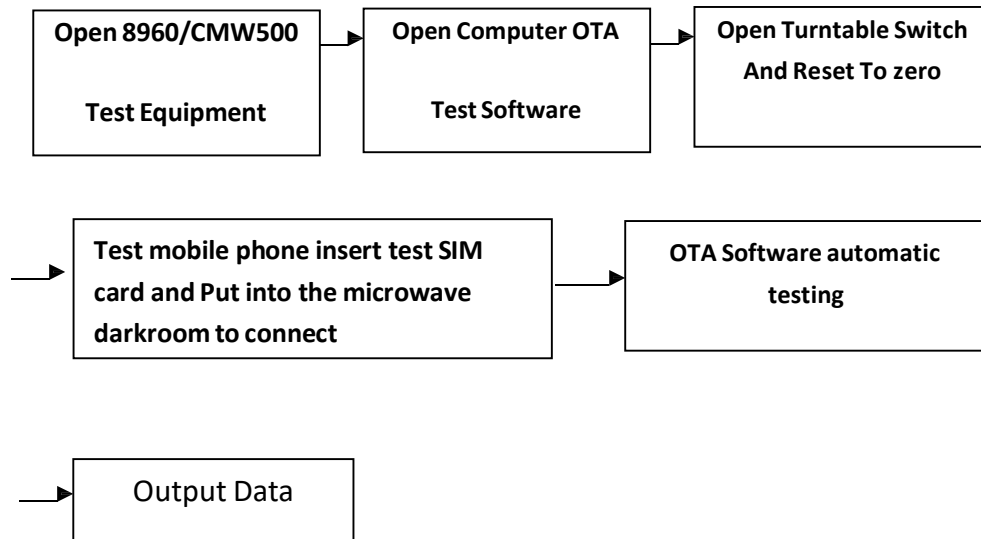 Open 8960/CMW500
Test Equipment
Open Computer OTA
Test Software
Open Turntable Switch
And Reset To zero
Test mobile phone insert test SIM
card and Put into the microwave
darkroom to connect
OTA Software automatic
testing
Output Data